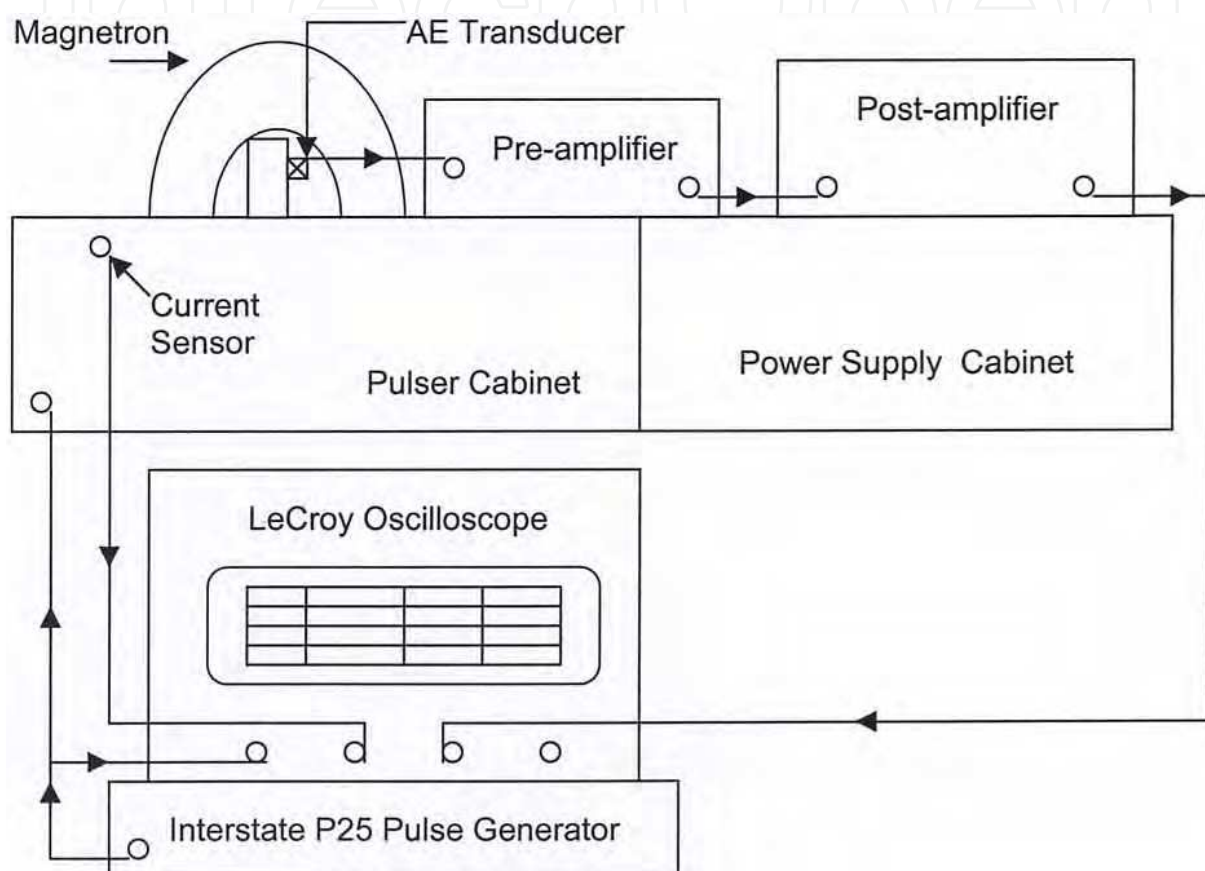 Magnetron
AE Transducer
Pre-amplifier
Post-amplifier
Current
Sensor
Pulser Cabinet
Power Supply Cabinet
LeCroy Oscilloscope
Interstate P25 Pulse Generator